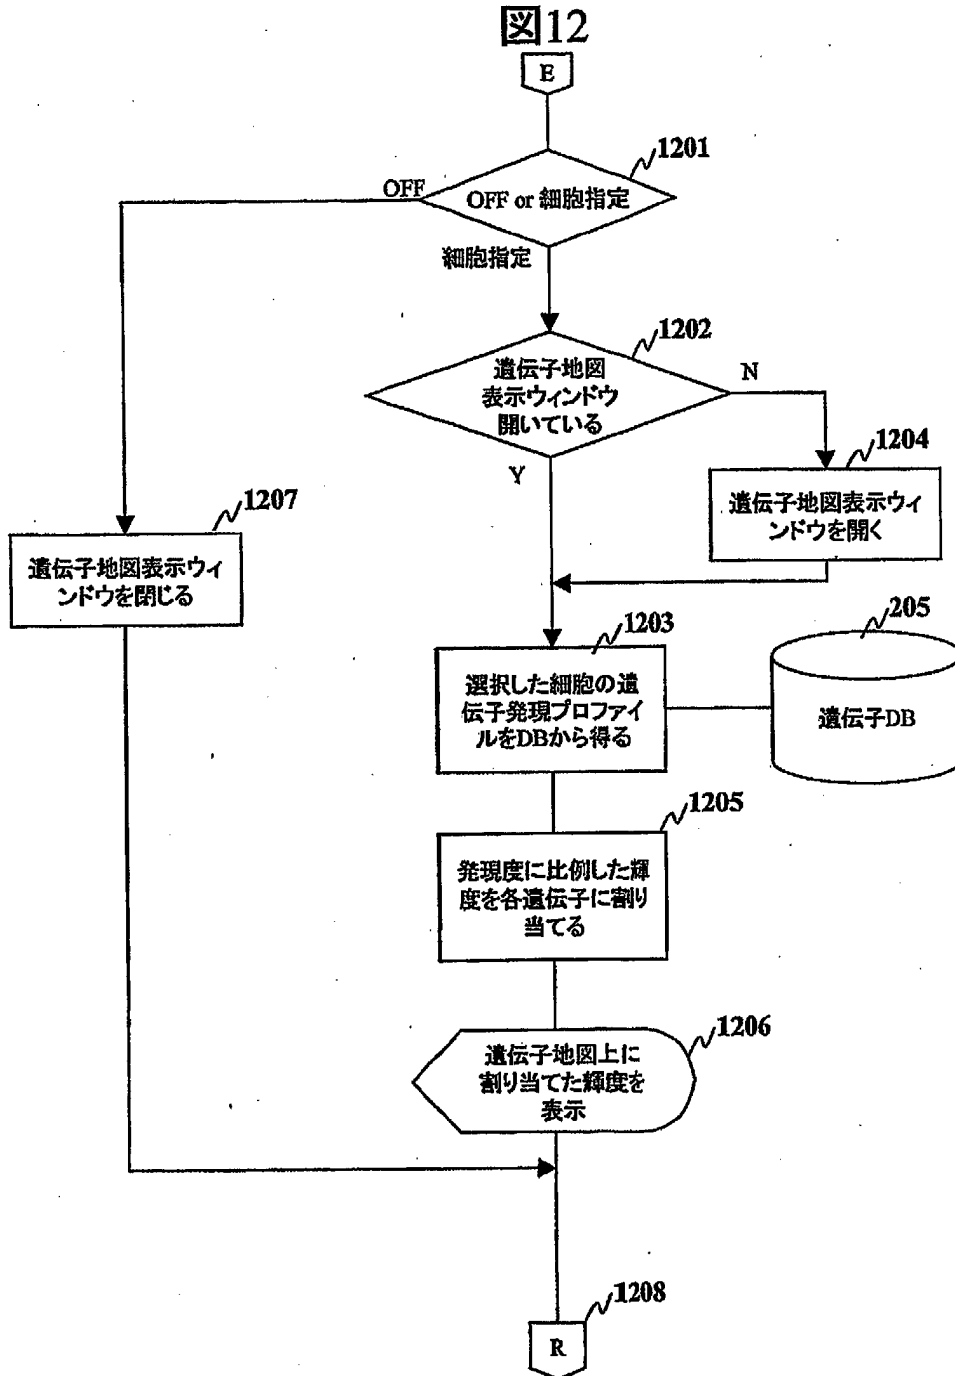 図12
E
1201
OFF
OFF or 細胞指定
細胞指定
1202
遺伝子地図
表示ウィンドウ
開いている
N
Y
1204
遺伝子地図表示ウィ
ンドウを開く
1207
遺伝子地図表示ウィ
ンドウを閉じる
1203
選択した細胞の遺
伝子発現プロファイ
ルをDBから得る
205
遺伝子DB
1205
発現度に比例した輝
度を各遺伝子に割り
当てる
1206
遺伝子地図上に
割り当てた輝度を
表示
1208
R